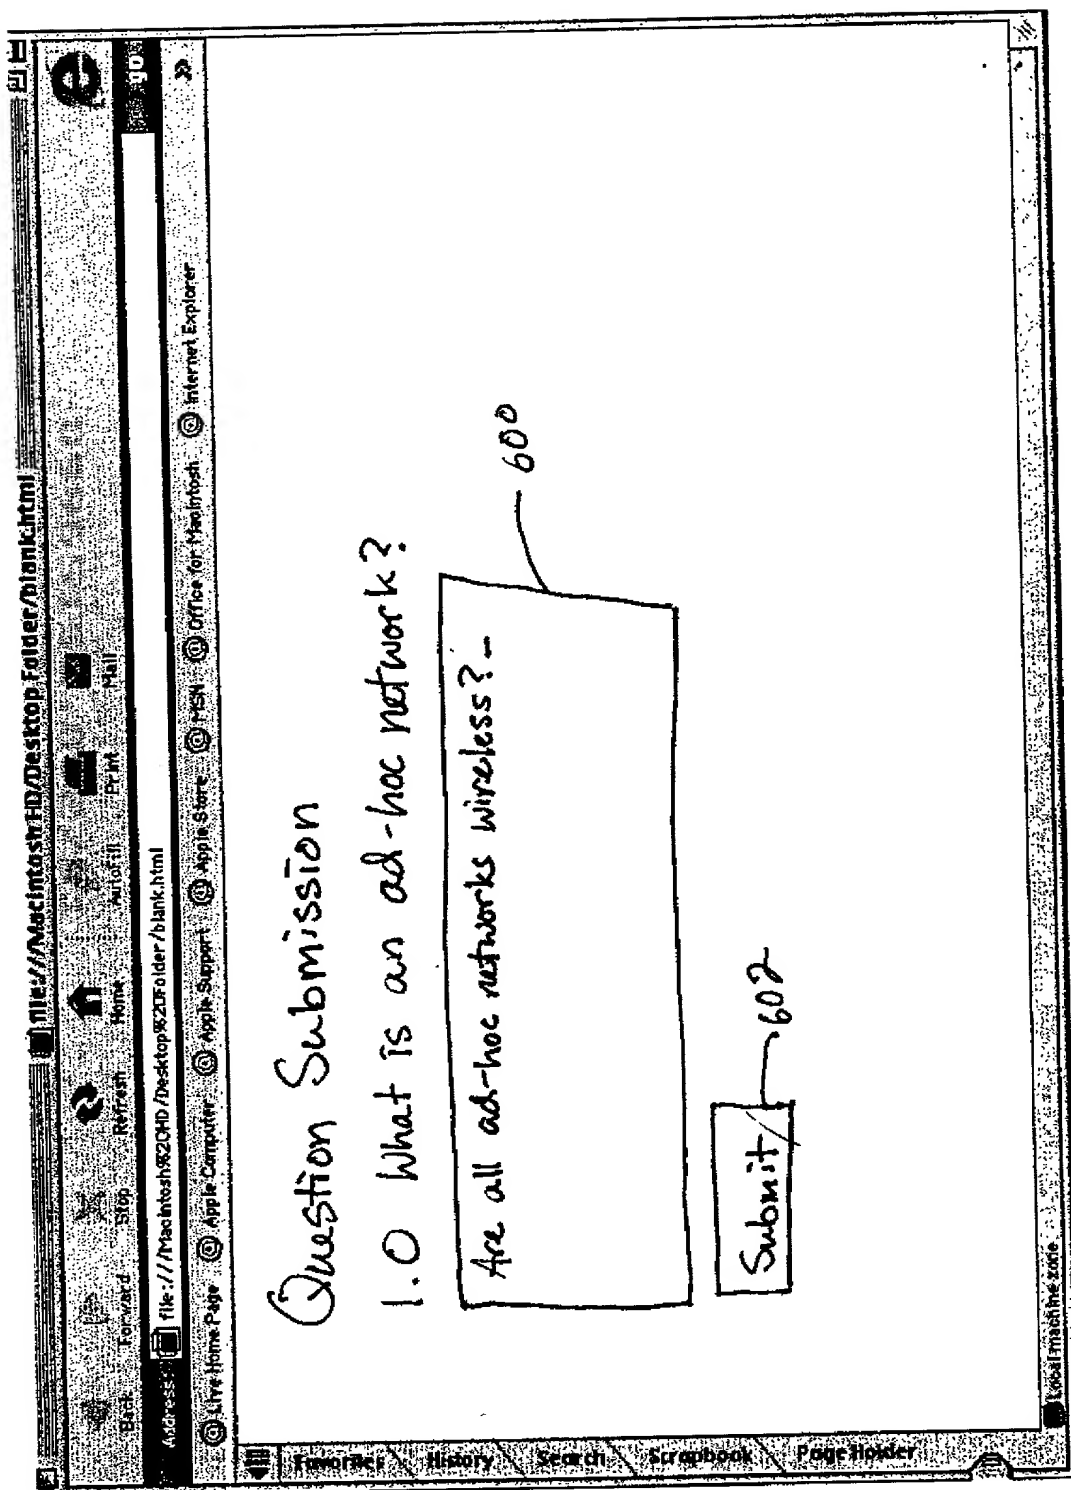 file:///Macintosh HD/Desktop Folder/blank.html
Back Forward Stop Refresh Home AutoFill Print Mail
Address: file:///Macintosh%20HD/Desktop%20Folder/blank.html go
Live Home Page Apple Computer Apple Support Apple Store MSN Office for Macintosh Internet Explorer
Favorites
History
Search
Scrapbook
Page Holder
Question Submission
1.0 What is an ad-hoc network?
Are all ad-hoc networks wireless?_
600
Submit
602
Local machine zone